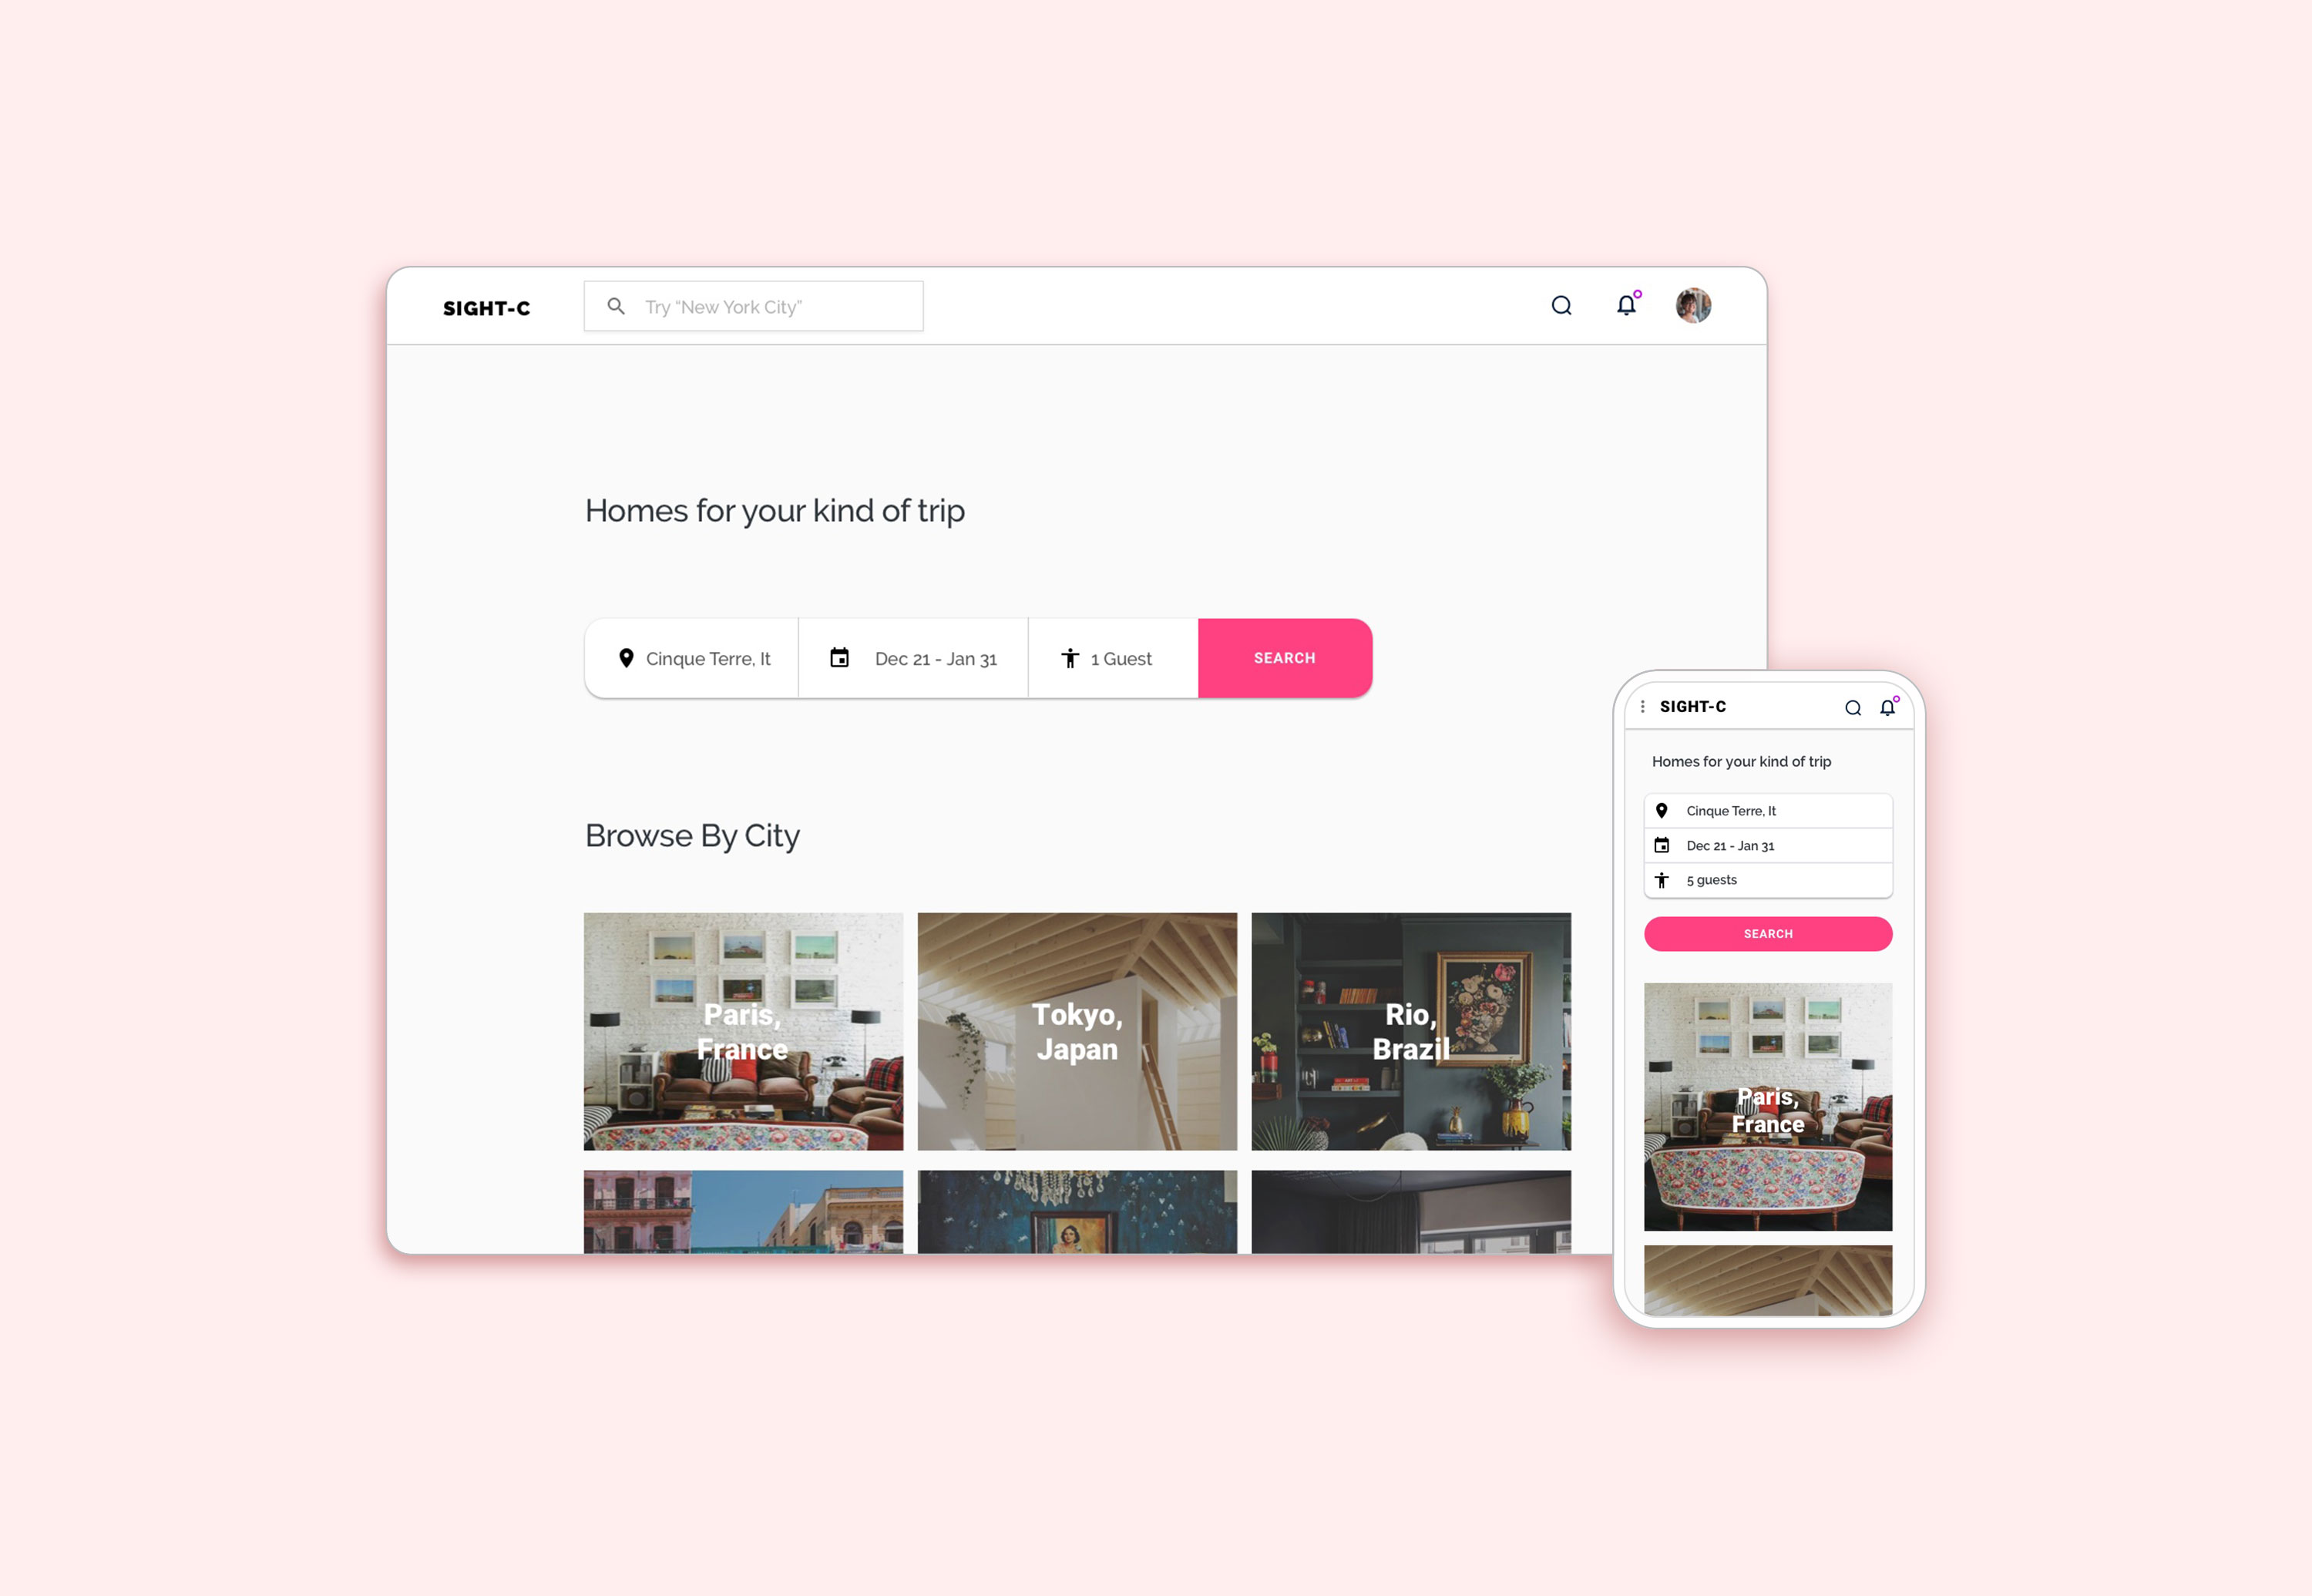 SIGHT-C
Try “New York City”
Homes for your kind of trip
Cinque Terre, It
Dec 21 - Jan 31
1 Guest
SEARCH
Browse By City
Paris,
France
Tokyo,
Japan
Rio,
Brazil
SIGHT-C
Homes for your kind of trip
Cinque Terre, It
Dec 21 - Jan 31
5 guests
SEARCH
Paris,
France